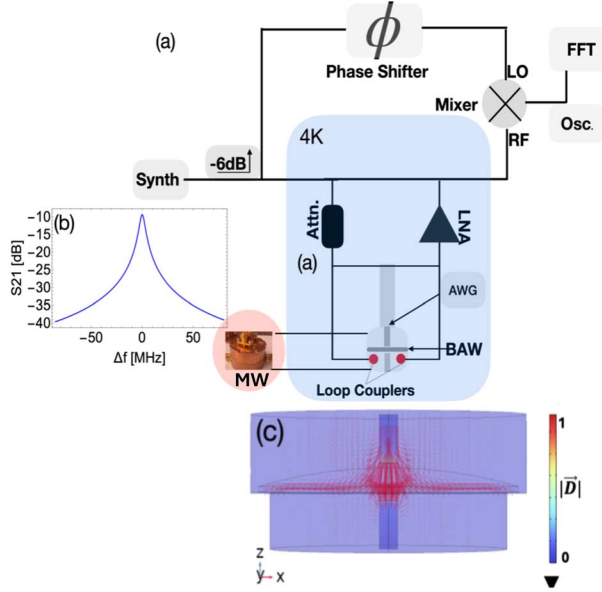 (a)
ϕ
Phase Shifter
FFT
LO
Mixer
Osc.
RF
4K
-6dB
Synth
Attn.
LNA
(b)
S21 [dB]
−10
−15
−20
−25
−30
−35
−40
−50
0
50
Δf [MHz]
(a)
AWG
BAW
MW
Loop Couplers
(c)
1
|D⃗|
0
z
y
x